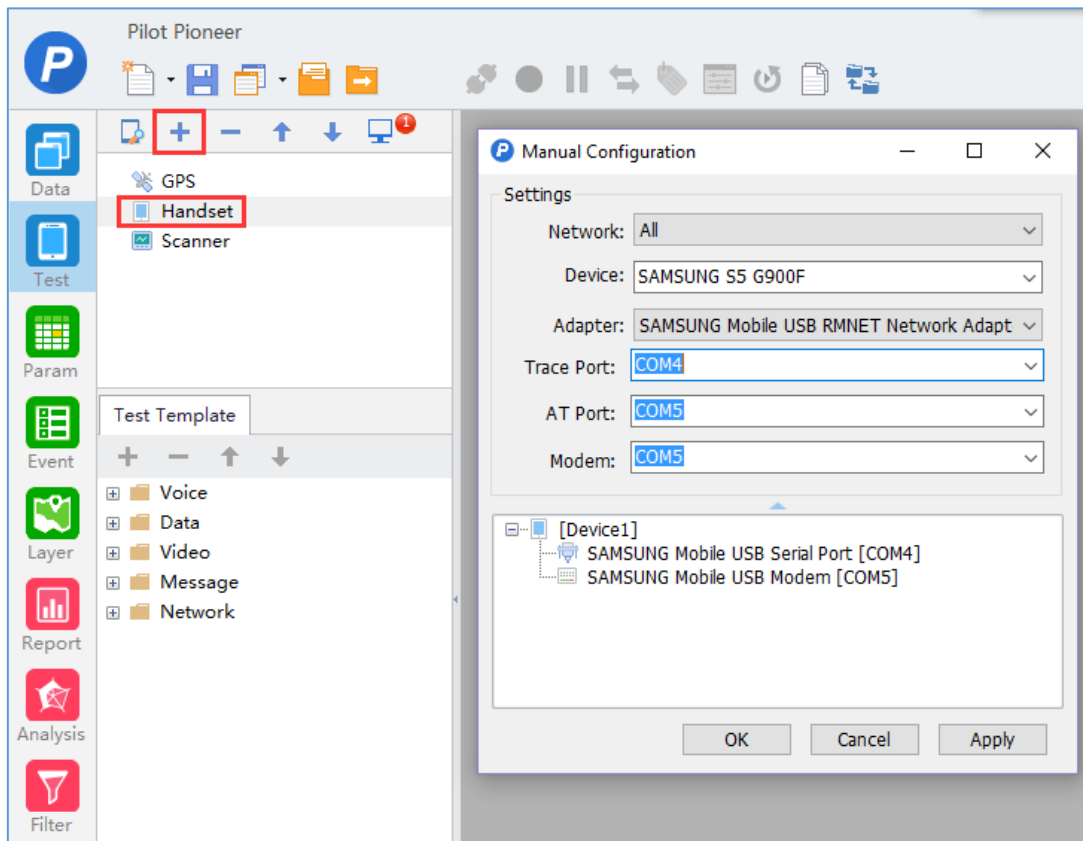 Pilot Pioneer
P
1
Data
Test
Param
Event
Layer
Report
Analysis
Filter
GPS
Handset
Scanner
Test Template
Voice
Data
Video
Message
Network
P Manual Configuration
Settings
Network: All
Device: SAMSUNG S5 G900F
Adapter: SAMSUNG Mobile USB RMNET Network Adapt
Trace Port: COM4
AT Port: COM5
Modem: COM5
[Device1]
SAMSUNG Mobile USB Serial Port [COM4]
SAMSUNG Mobile USB Modem [COM5]
OK Cancel Apply